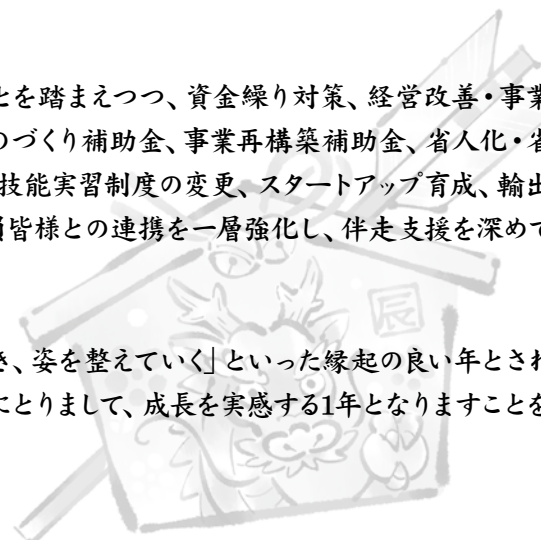 とを踏まえつつ、資金繰り対策、経営改善・事業
のづくり補助金、事業再構築補助金、省人化・省
技能実習制度の変更、スタートアップ育成、輸出
員皆様との連携を一層強化し、伴走支援を深めて
辰
き、姿を整えていく」といった縁起の良い年とされ
にとりまして、成長を実感する1年となりますことを